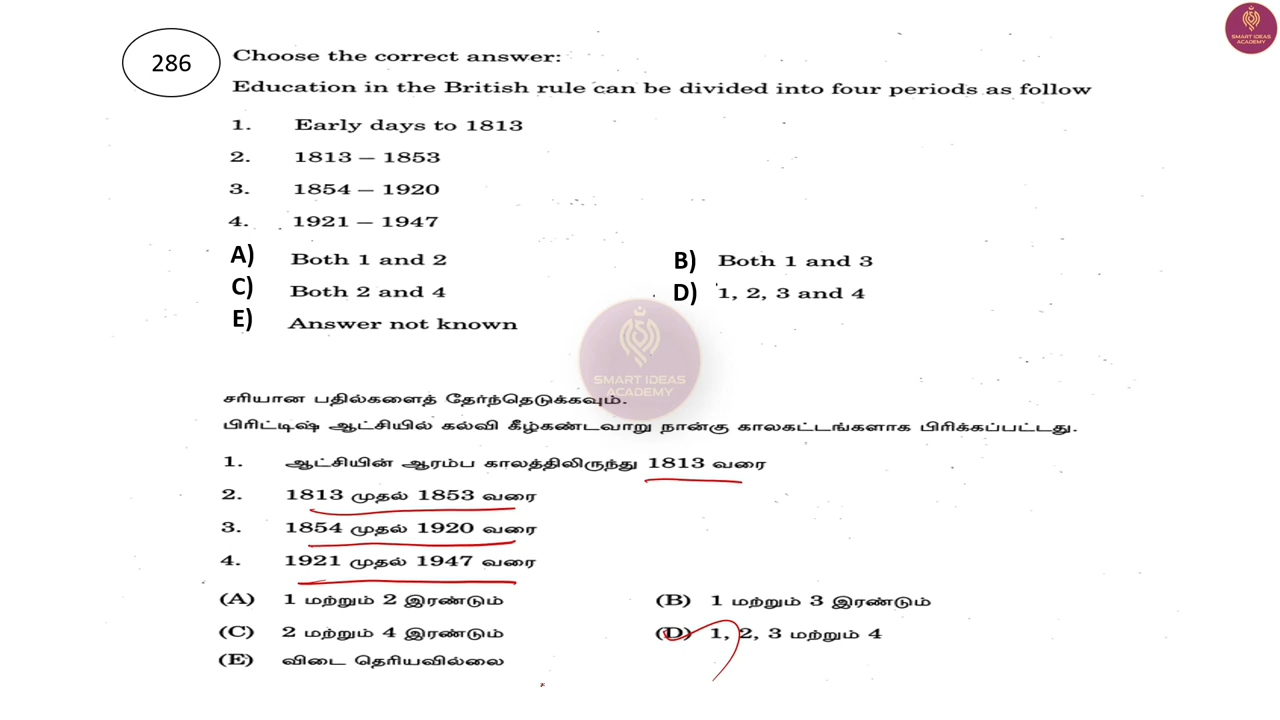 SMART IDEAS
ACADEMY
286
Choose the correct answer:
Education in the British rule can be divided into four periods as follow
1. Early days to 1813
2. 1813 – 1853
3. 1854 – 1920
4. 1921 – 1947
A) Both 1 and 2 B) Both 1 and 3
C) Both 2 and 4 D) 1, 2, 3 and 4
E) Answer not known
SMART IDEAS
ACADEMY
சரியான பதில்களைத் தேர்ந்தெடுக்கவும்.
பிரிட்டிஷ் ஆட்சியில் கல்வி கீழ்கண்டவாறு நான்கு காலகட்டங்களாக பிரிக்கப்பட்டது.
1. ஆட்சியின் ஆரம்ப காலத்திலிருந்து 1813 வரை
2. 1813 முதல் 1853 வரை
3. 1854 முதல் 1920 வரை
4. 1921 முதல் 1947 வரை
(A) 1 மற்றும் 2 இரண்டும் (B) 1 மற்றும் 3 இரண்டும்
(C) 2 மற்றும் 4 இரண்டும் (D) 1, 2, 3 மற்றும் 4
(E) விடை தெரியவில்லை